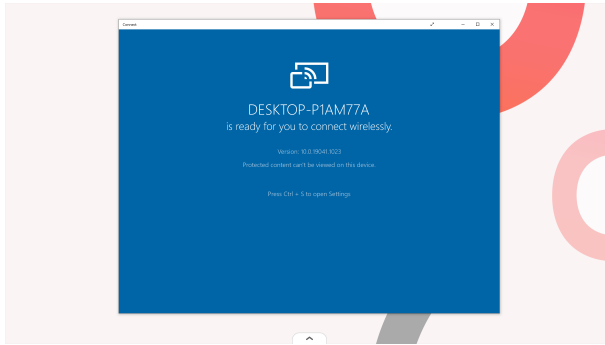 Connect
DESKTOP-P1AM77A
is ready for you to connect wirelessly.
Version: 10.0.19041.1023
Protected content can't be viewed on this device.
Press Ctrl + S to open Settings